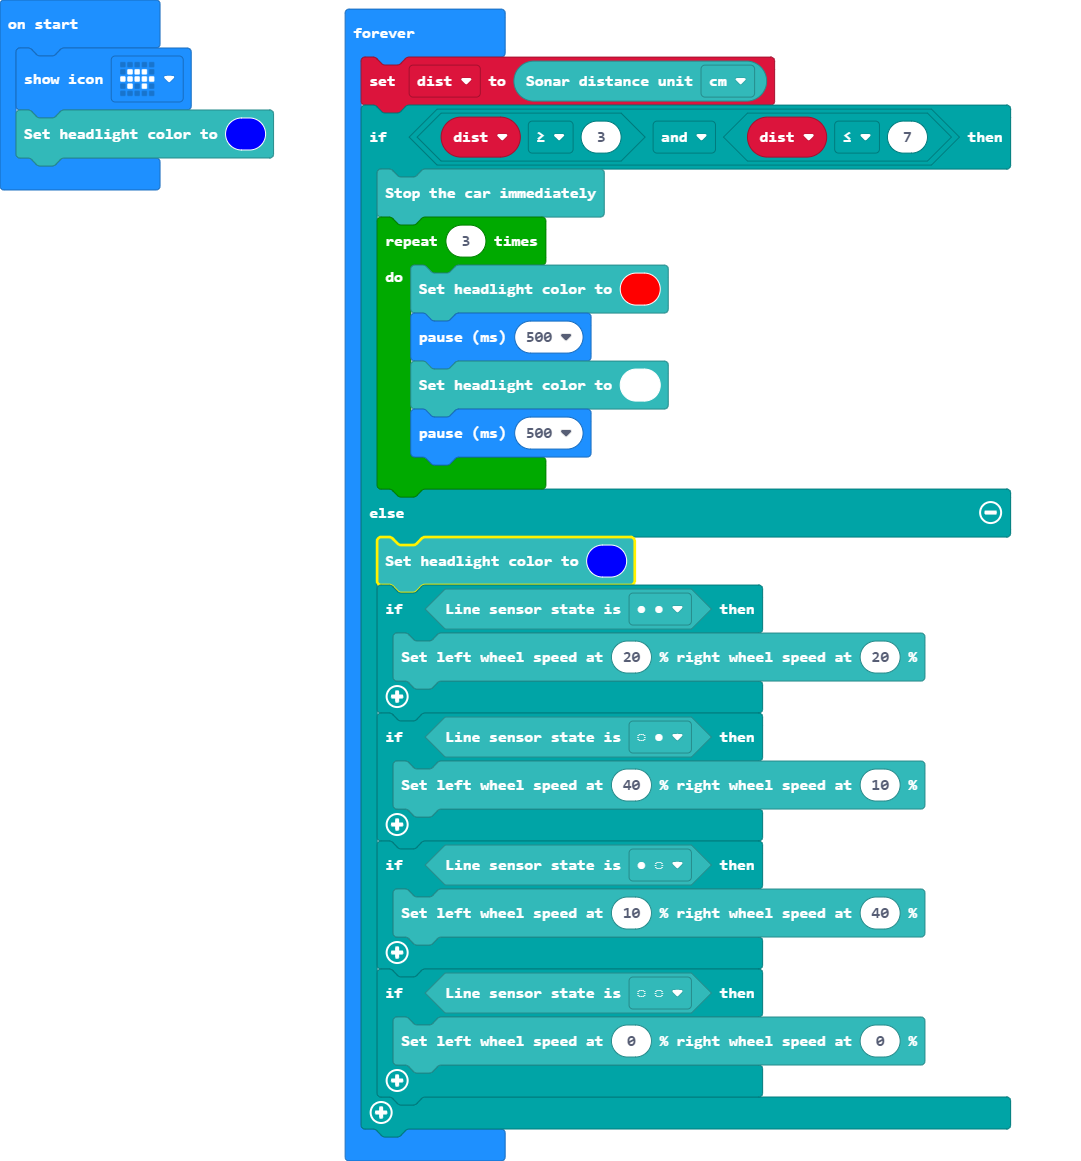 on start
show icon
Set headlight color to
forever
set dist to Sonar distance unit cm
if dist ≥ 3 and dist ≤ 7 then
Stop the car immediately
repeat 3 times
do
Set headlight color to
pause (ms) 500
Set headlight color to
pause (ms) 500
else
Set headlight color to
if Line sensor state is then
Set left wheel speed at 20 % right wheel speed at 20 %
if Line sensor state is then
Set left wheel speed at 40 % right wheel speed at 10 %
if Line sensor state is then
Set left wheel speed at 10 % right wheel speed at 40 %
if Line sensor state is then
Set left wheel speed at 0 % right wheel speed at 0 %